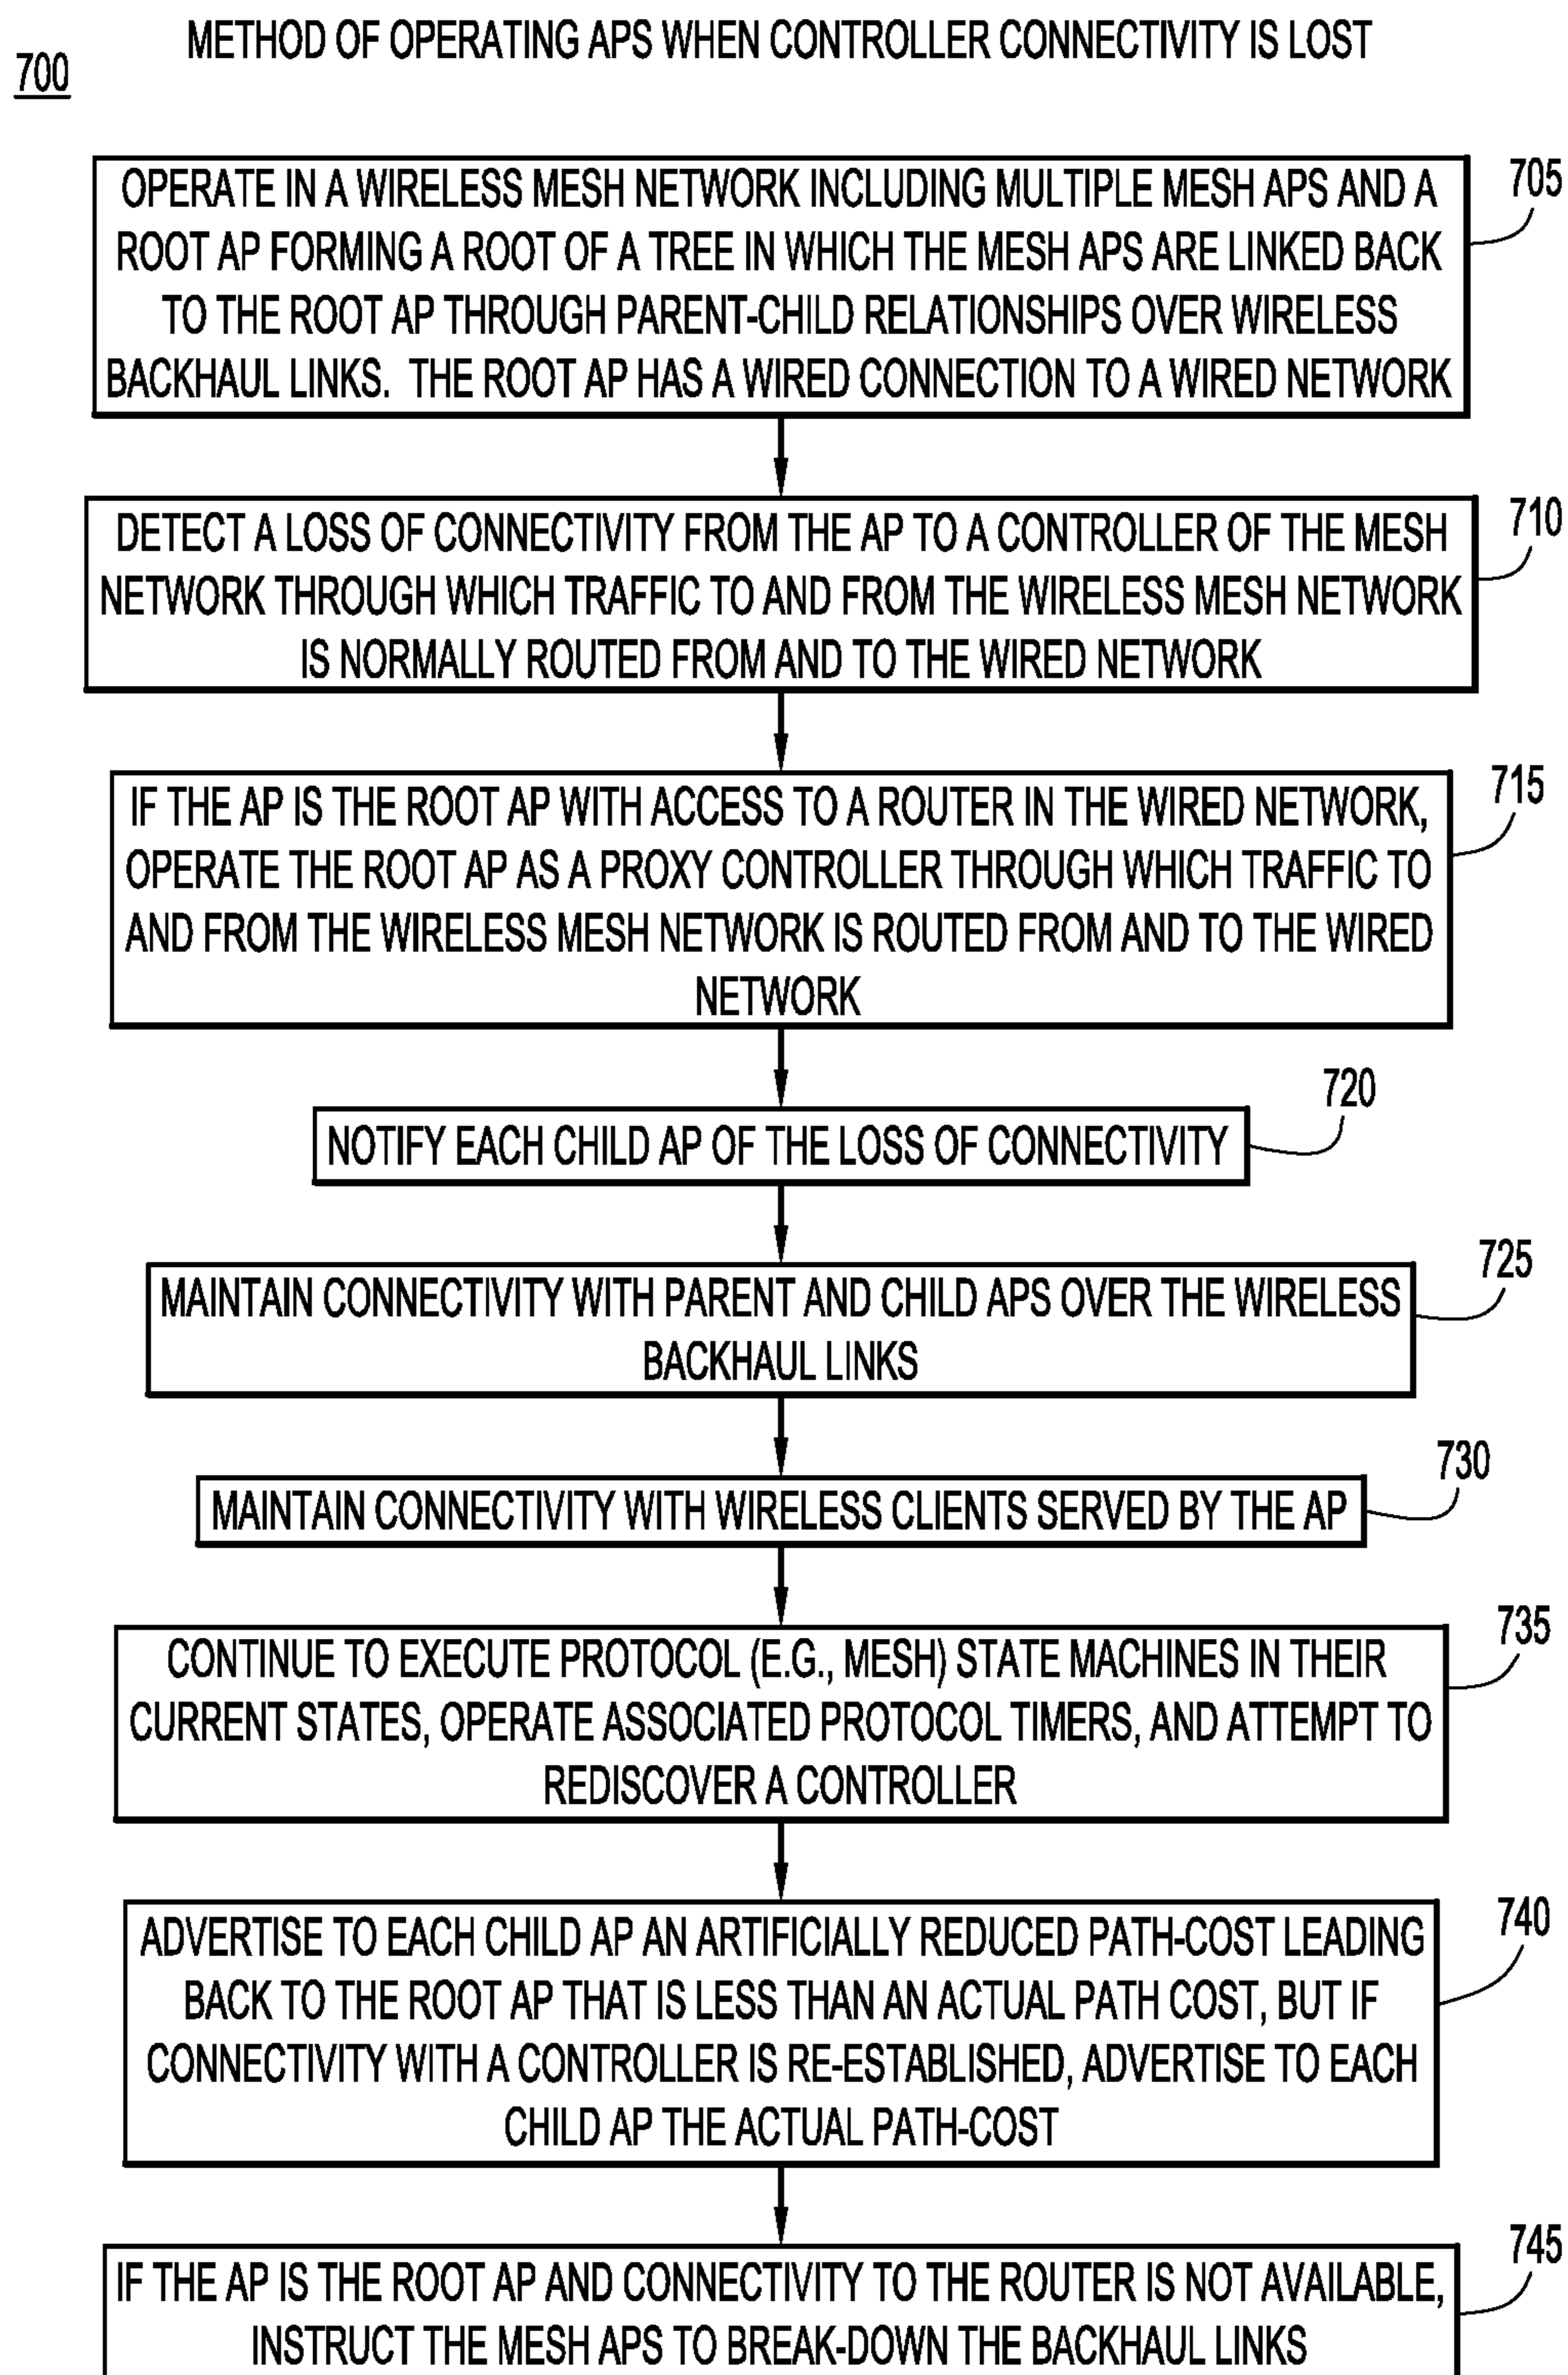 METHOD OF OPERATING APS WHEN CONTROLLER CONNECTIVITY IS LOST
700
705
OPERATE IN A WIRELESS MESH NETWORK INCLUDING MULTIPLE MESH APS AND A
ROOT AP FORMING A ROOT OF A TREE IN WHICH THE MESH APS ARE LINKED BACK
TO THE ROOT AP THROUGH PARENT-CHILD RELATIONSHIPS OVER WIRELESS
BACKHAUL LINKS. THE ROOT AP HAS A WIRED CONNECTION TO A WIRED NETWORK
710
DETECT A LOSS OF CONNECTIVITY FROM THE AP TO A CONTROLLER OF THE MESH
NETWORK THROUGH WHICH TRAFFIC TO AND FROM THE WIRELESS MESH NETWORK
IS NORMALLY ROUTED FROM AND TO THE WIRED NETWORK
715
IF THE AP IS THE ROOT AP WITH ACCESS TO A ROUTER IN THE WIRED NETWORK,
OPERATE THE ROOT AP AS A PROXY CONTROLLER THROUGH WHICH TRAFFIC TO
AND FROM THE WIRELESS MESH NETWORK IS ROUTED FROM AND TO THE WIRED
NETWORK
720
NOTIFY EACH CHILD AP OF THE LOSS OF CONNECTIVITY
725
MAINTAIN CONNECTIVITY WITH PARENT AND CHILD APS OVER THE WIRELESS
BACKHAUL LINKS
730
MAINTAIN CONNECTIVITY WITH WIRELESS CLIENTS SERVED BY THE AP
735
CONTINUE TO EXECUTE PROTOCOL (E.G., MESH) STATE MACHINES IN THEIR
CURRENT STATES, OPERATE ASSOCIATED PROTOCOL TIMERS, AND ATTEMPT TO
REDISCOVER A CONTROLLER
740
ADVERTISE TO EACH CHILD AP AN ARTIFICIALLY REDUCED PATH-COST LEADING
BACK TO THE ROOT AP THAT IS LESS THAN AN ACTUAL PATH COST, BUT IF
CONNECTIVITY WITH A CONTROLLER IS RE-ESTABLISHED, ADVERTISE TO EACH
CHILD AP THE ACTUAL PATH-COST
745
IF THE AP IS THE ROOT AP AND CONNECTIVITY TO THE ROUTER IS NOT AVAILABLE,
INSTRUCT THE MESH APS TO BREAK-DOWN THE BACKHAUL LINKS